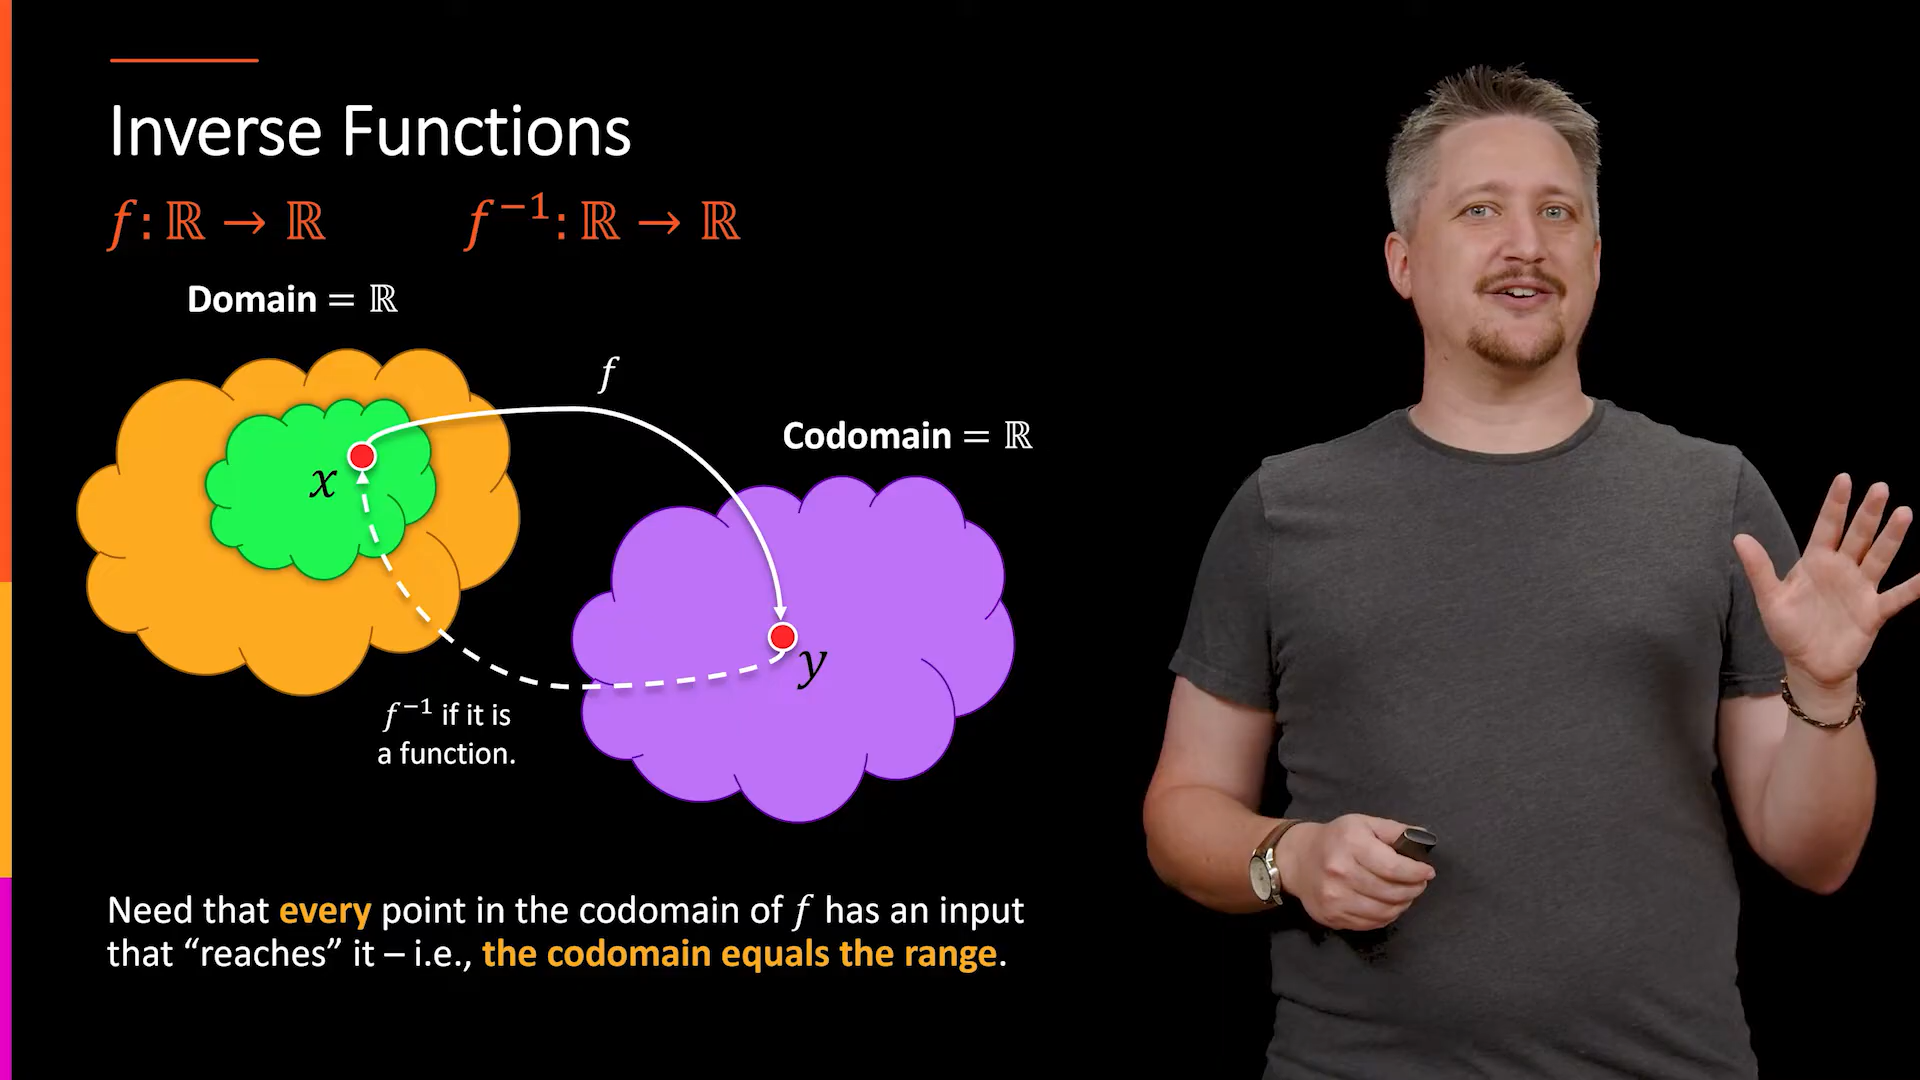 Inverse Functions
f: ℝ → ℝ f⁻¹: ℝ → ℝ
Domain = ℝ
f
Codomain = ℝ
x
y
f⁻¹ if it is
a function.
Need that every point in the codomain of f has an input
that “reaches” it – i.e., the codomain equals the range.